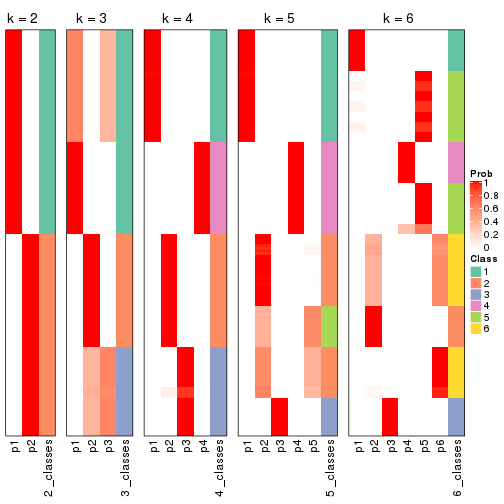 k = 2
k = 3
k = 4
k = 5
k = 6
p1
p2
2_classes
p1
p2
p3
3_classes
p1
p2
p3
p4
4_classes
p1
p2
p3
p4
p5
5_classes
p1
p2
p3
p4
p5
p6
6_classes
Prob
1
0.8
0.6
0.4
0.2
0
Class
1
2
3
4
5
6